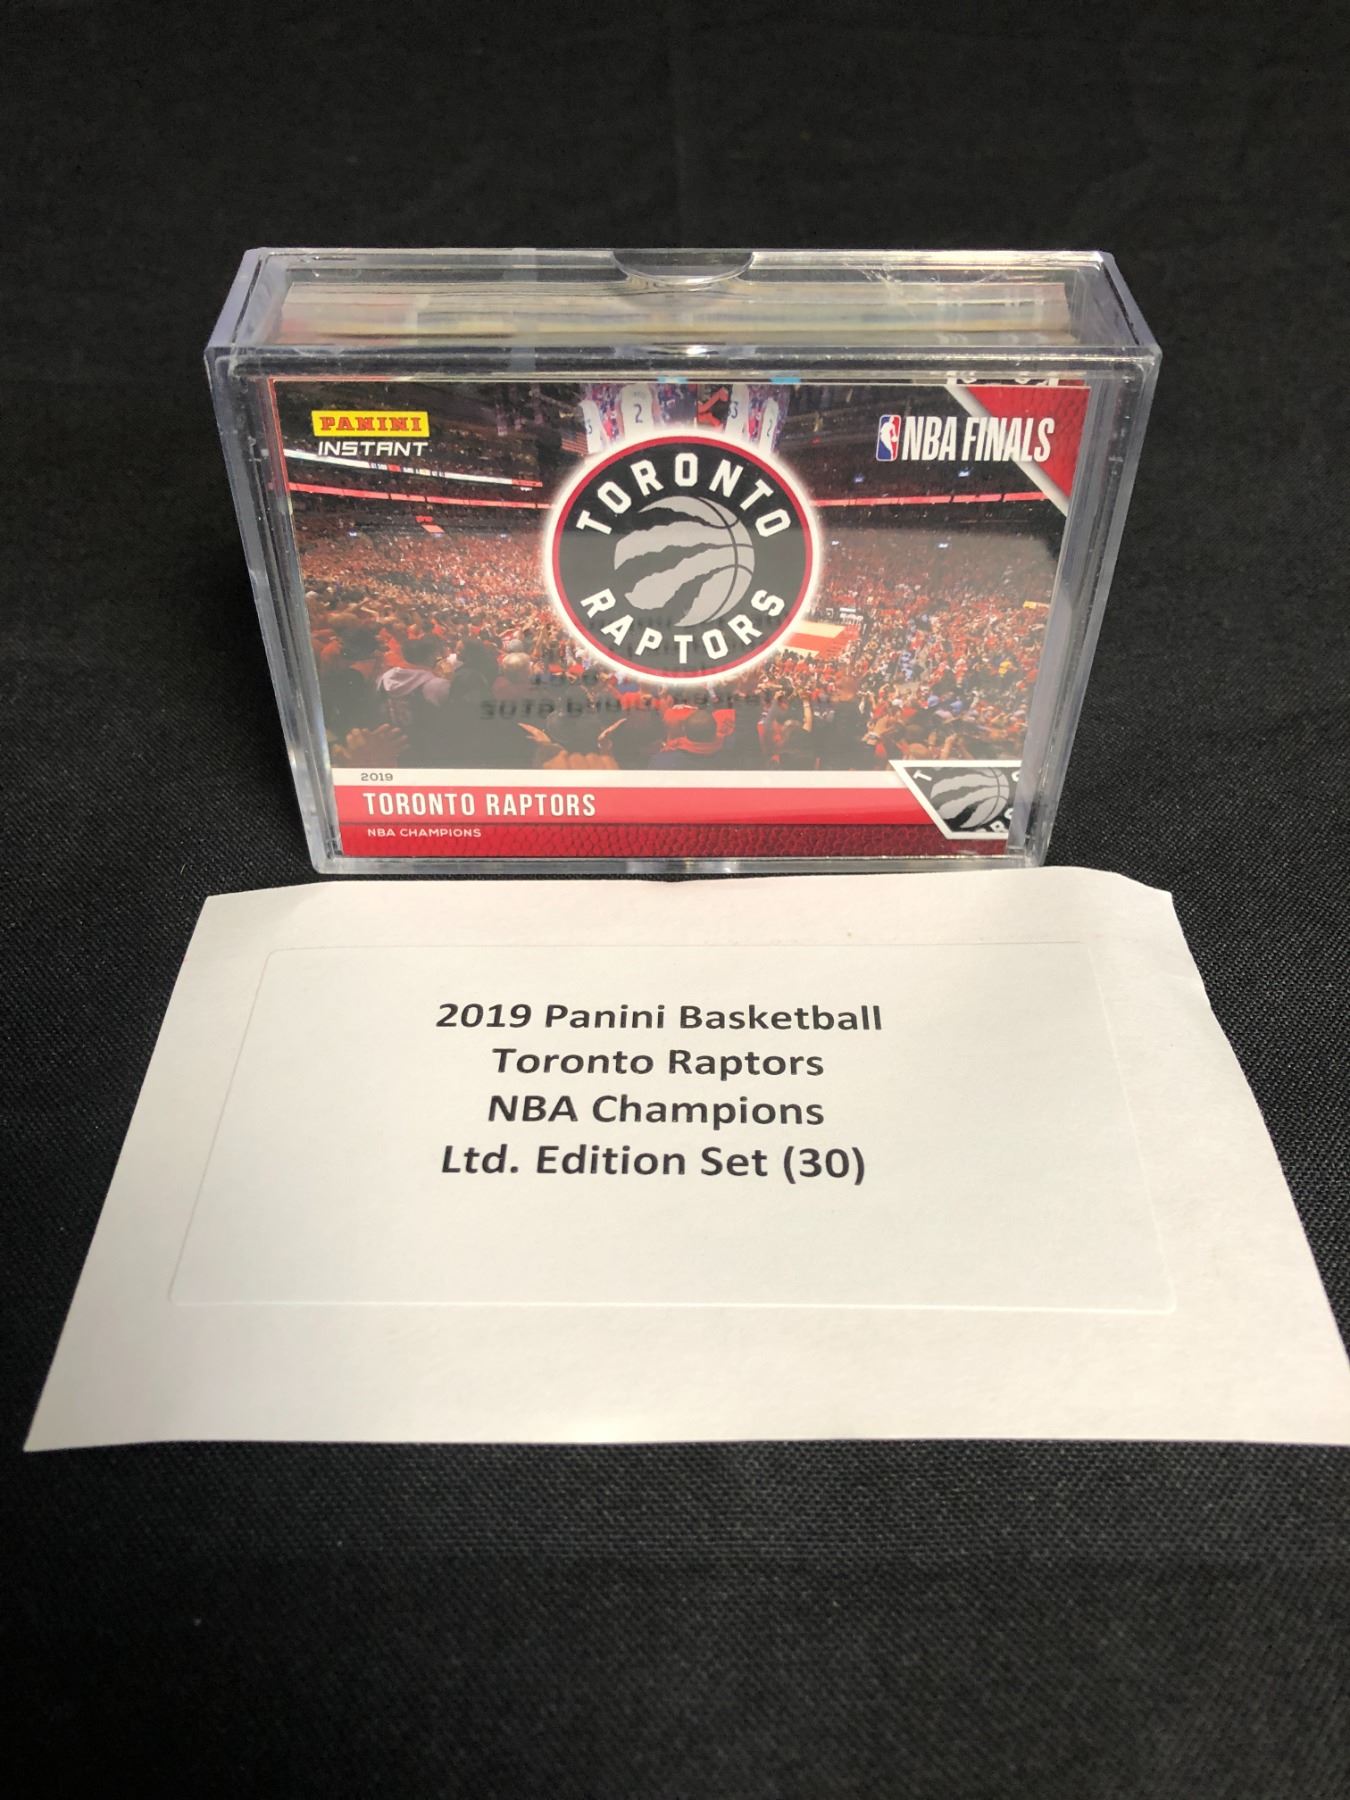 PANINI
INSTANT
NBA FINALS
TORONTO
RAPTORS
2019
TORONTO RAPTORS
NBA CHAMPIONS
2019 Panini Basketball
Toronto Raptors
NBA Champions
Ltd. Edition Set (30)